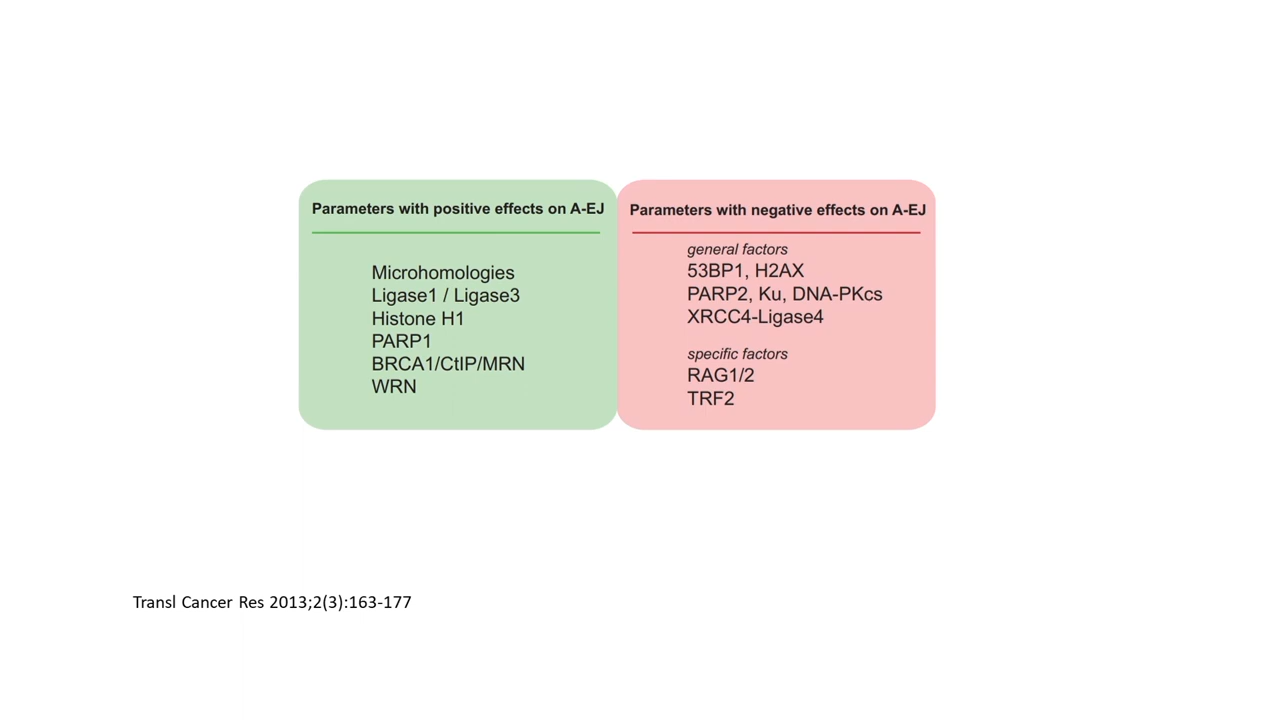 Parameters with positive effects on A-EJ
Microhomologies
Ligase1 / Ligase3
Histone H1
PARP1
BRCA1/CtIP/MRN
WRN
Parameters with negative effects on A-EJ
general factors
53BP1, H2AX
PARP2, Ku, DNA-PKcs
XRCC4-Ligase4
specific factors
RAG1/2
TRF2
Transl Cancer Res 2013;2(3):163-177